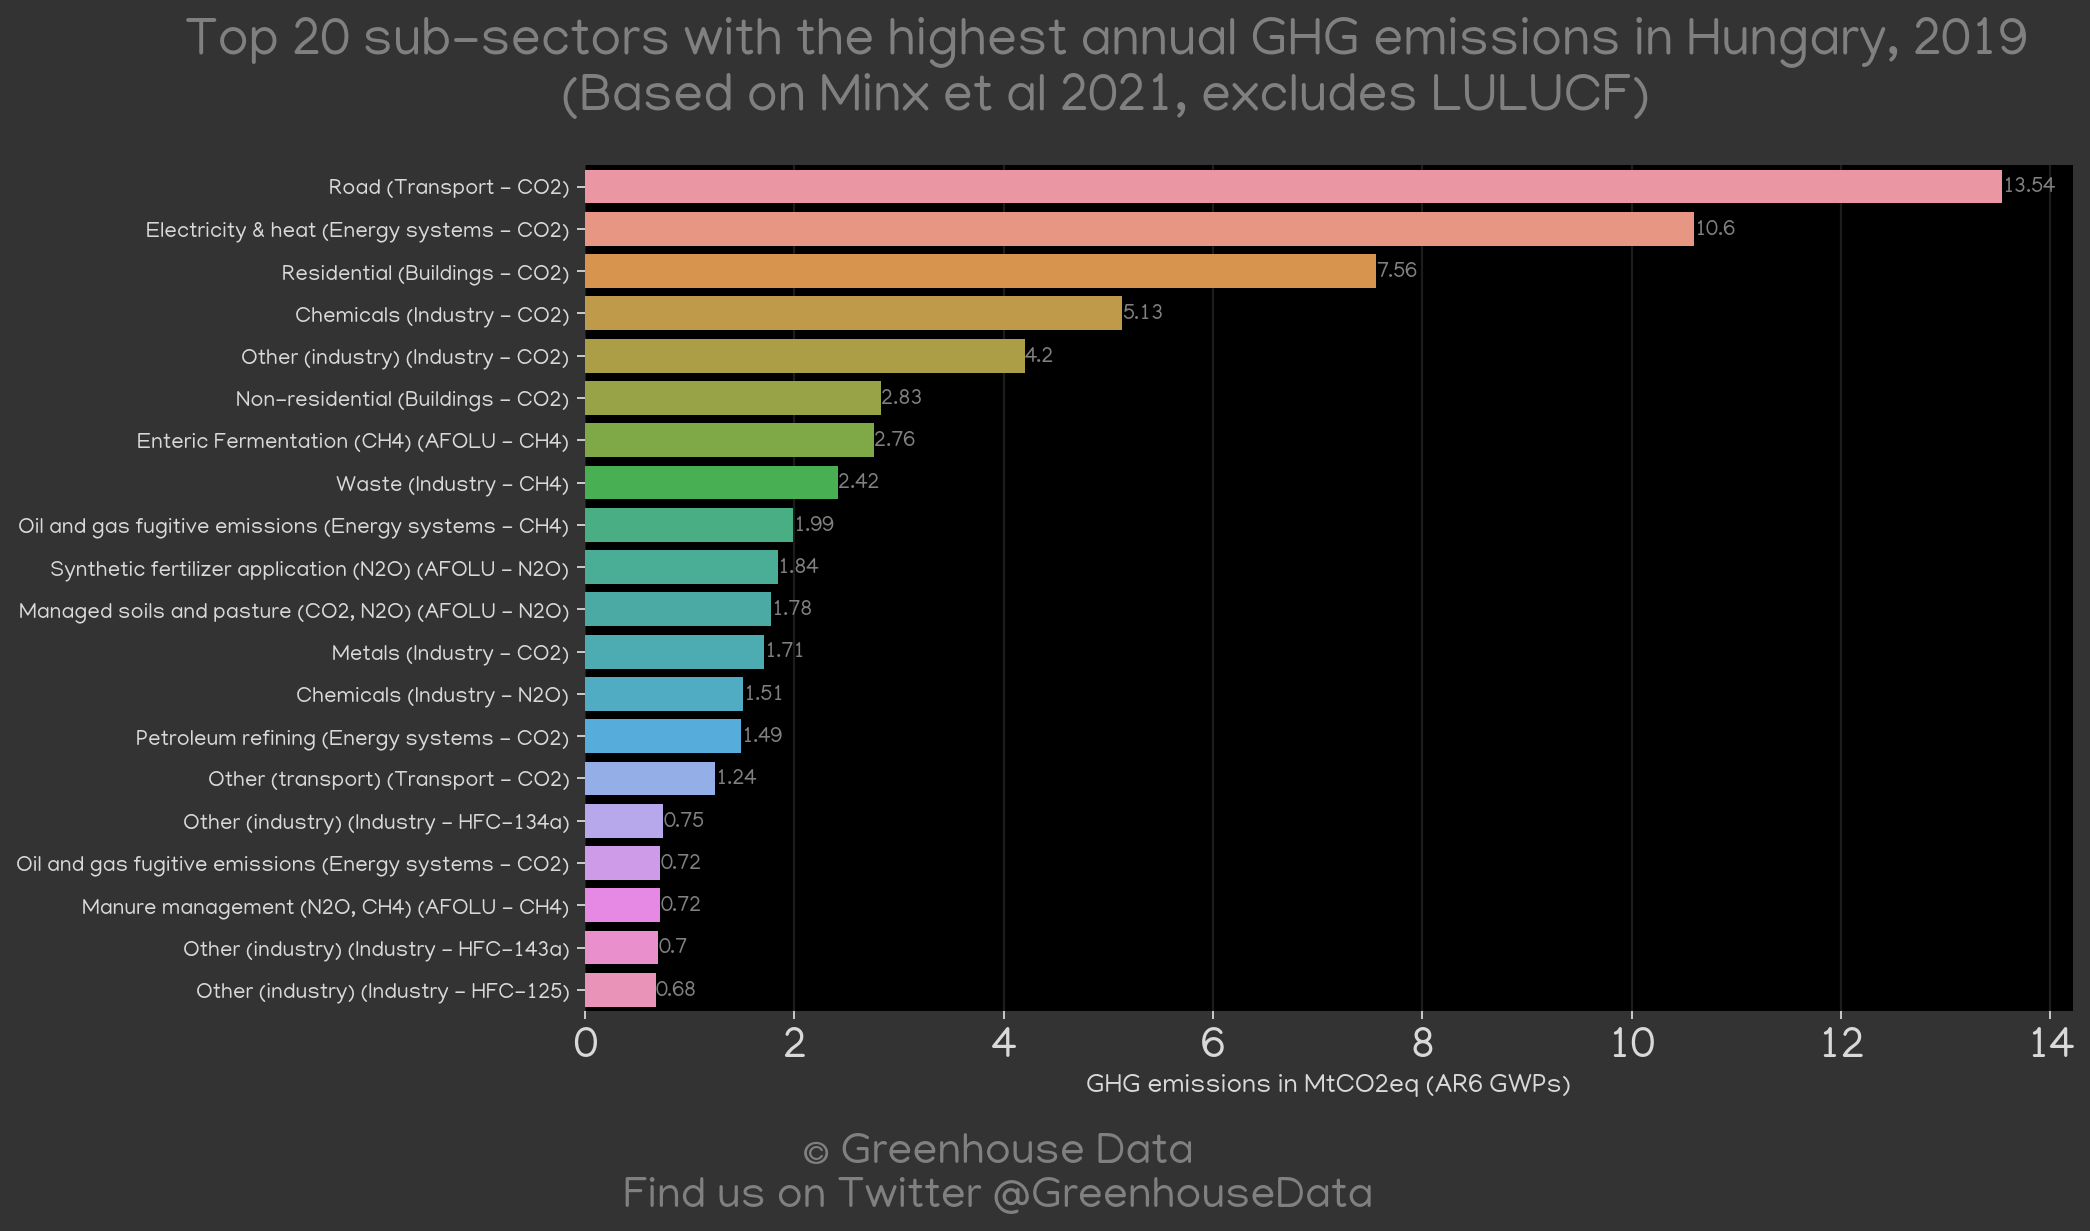 Top 20 sub-sectors with the highest annual GHG emissions in Hungary, 2019
(Based on Minx et al 2021, excludes LULUCF)
Road (Transport - CO2) 13.54
Electricity & heat (Energy systems - CO2) 10.6
Residential (Buildings - CO2) 7.56
Chemicals (Industry - CO2) 5.13
Other (industry) (Industry - CO2) 4.2
Non-residential (Buildings - CO2) 2.83
Enteric Fermentation (CH4) (AFOLU - CH4) 2.76
Waste (Industry - CH4) 2.42
Oil and gas fugitive emissions (Energy systems - CH4) 1.99
Synthetic fertilizer application (N2O) (AFOLU - N2O) 1.84
Managed soils and pasture (CO2, N2O) (AFOLU - N2O) 1.78
Metals (Industry - CO2) 1.71
Chemicals (Industry - N2O) 1.51
Petroleum refining (Energy systems - CO2) 1.49
Other (transport) (Transport - CO2) 1.24
Other (industry) (Industry - HFC-134a) 0.75
Oil and gas fugitive emissions (Energy systems - CO2) 0.72
Manure management (N2O, CH4) (AFOLU - CH4) 0.72
Other (industry) (Industry - HFC-143a) 0.7
Other (industry) (Industry - HFC-125) 0.68
0 2 4 6 8 10 12 14
GHG emissions in MtCO2eq (AR6 GWPs)
© Greenhouse Data
Find us on Twitter @GreenhouseData